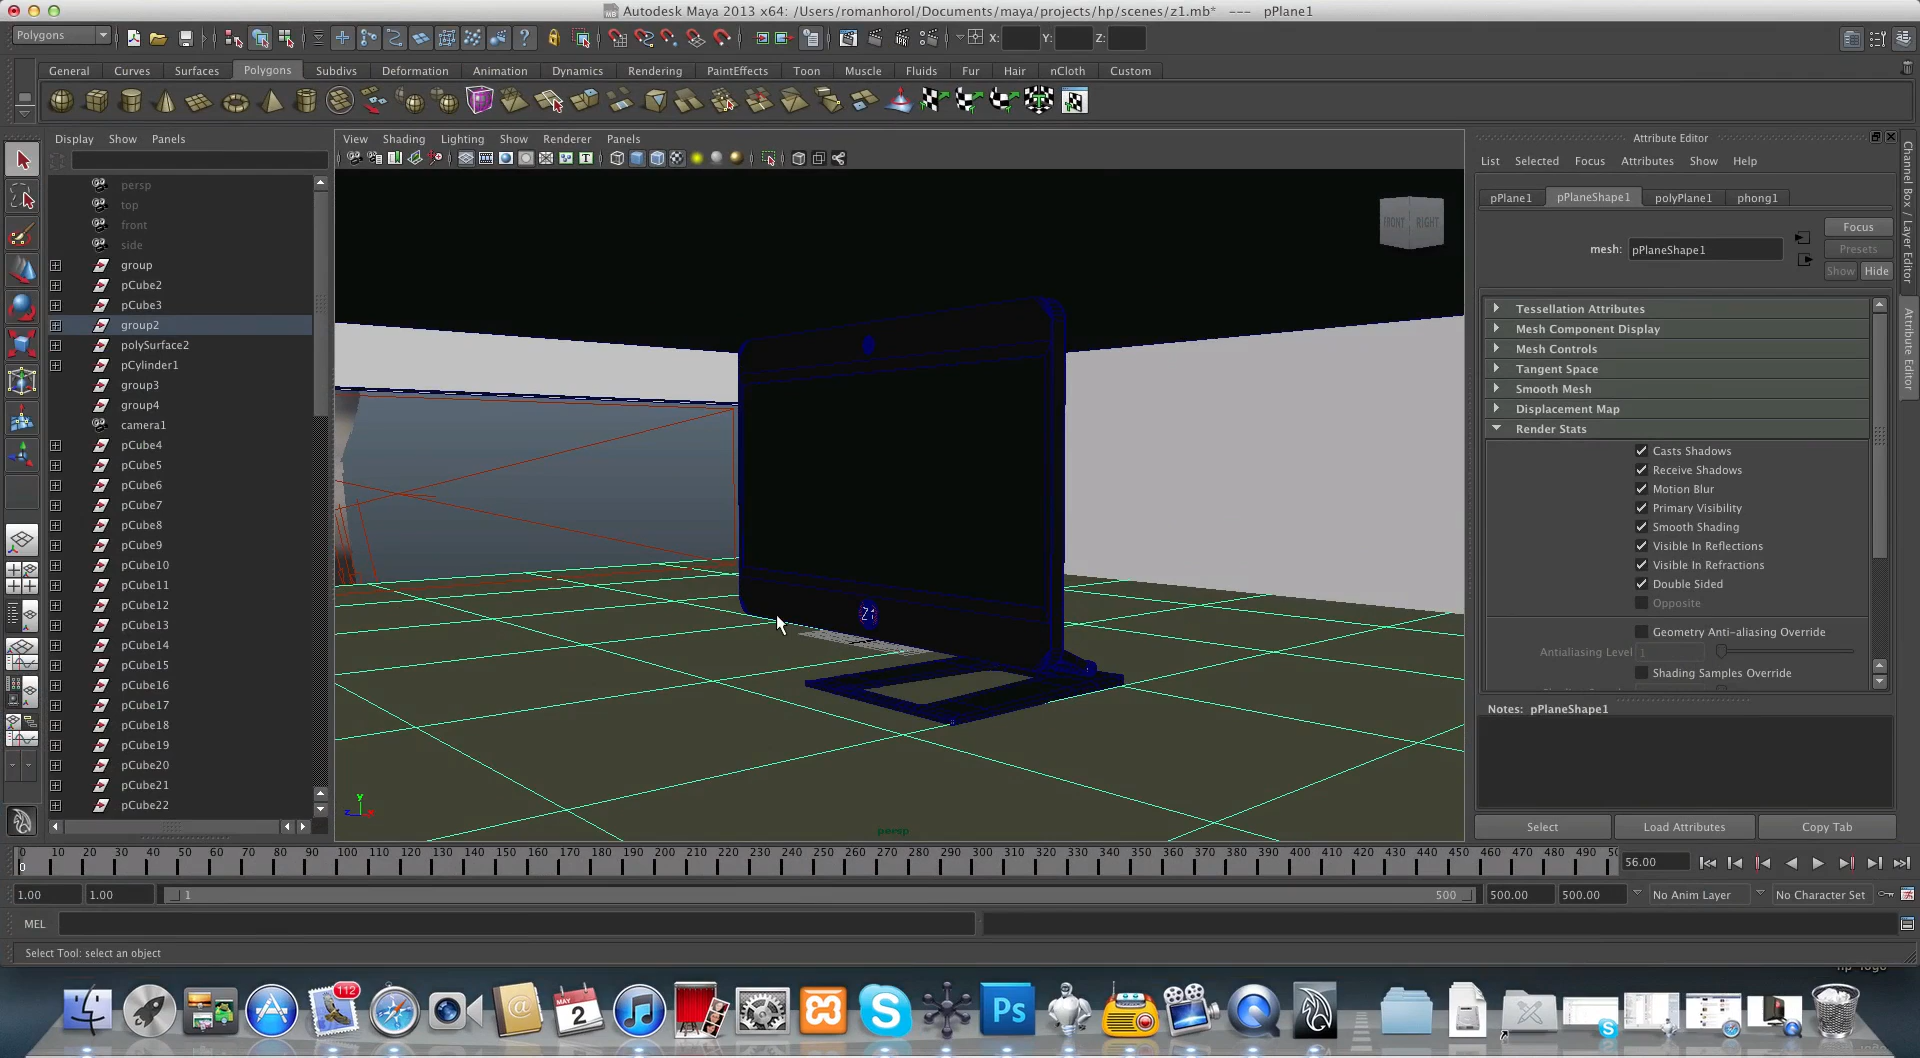 Autodesk Maya 2013 x64: /Users/romanhorol/Documents/maya/projects/hp/scenes/z1.mb* --- pPlane1
Polygons X: Y: Z:
General Curves Surfaces Polygons Subdivs Deformation Animation Dynamics Rendering PaintEffects Toon Muscle Fluids Fur Hair nCloth Custom
Display Show Panels
View Shading Lighting Show Renderer Panels
persp
top
front
side
group
pCube2
pCube3
group2
polySurface2
pCylinder1
group3
group4
camera1
pCube4
pCube5
pCube6
pCube7
pCube8
pCube9
pCube10
pCube11
pCube12
pCube13
pCube14
pCube15
pCube16
pCube17
pCube18
pCube19
pCube20
pCube21
pCube22
FRONT RIGHT
Z1
y
persp
Attribute Editor
List Selected Focus Attributes Show Help
pPlane1 pPlaneShape1 polyPlane1 phong1
Focus
mesh: pPlaneShape1 Presets
Show Hide
Tessellation Attributes
Mesh Component Display
Mesh Controls
Tangent Space
Smooth Mesh
Displacement Map
Render Stats
Casts Shadows
Receive Shadows
Motion Blur
Primary Visibility
Smooth Shading
Visible In Reflections
Visible In Refractions
Double Sided
Opposite
Geometry Anti-aliasing Override
Antialiasing Level 1
Shading Samples Override
Notes: pPlaneShape1
Select Load Attributes Copy Tab
Channel Box / Layer Editor
Attribute Editor
0 10 20 30 40 50 60 70 80 90 100 110 120 130 140 150 160 170 180 190 200 210 220 230 240 250 260 270 280 290 300 310 320 330 340 350 360 370 380 390 400 410 420 430 440 450 460 470 480 490 56.00
0
1.00 1.00 1 500 500.00 500.00 No Anim Layer No Character Set
MEL
Select Tool: select an object
112
MAY
2
Ps